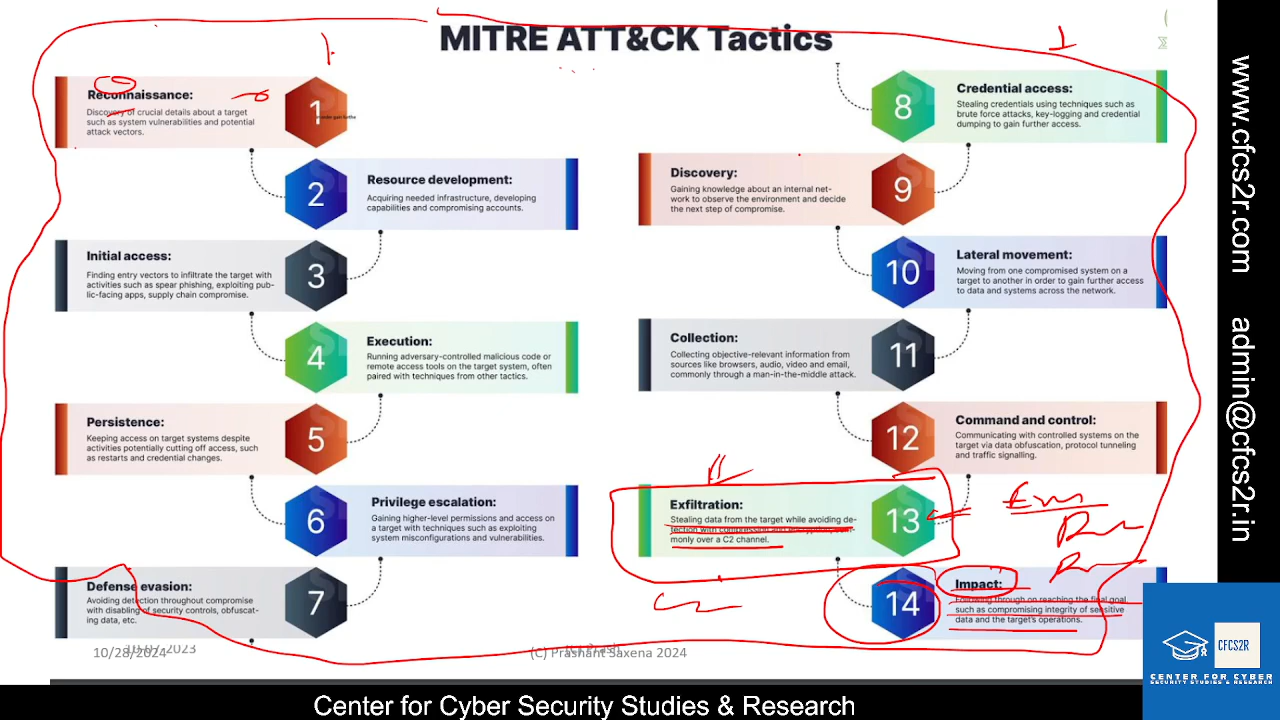 MITRE ATT&CK Tactics
Reconnaissance:
Discovery of crucial details about a target
such as system vulnerabilities and potential
attack vectors.
1
2
Resource development:
Acquiring needed infrastructure, developing
capabilities and compromising accounts.
Initial access:
Finding entry vectors to infiltrate the target with
activities such as spear phishing, exploiting pub-
lic-facing apps, supply chain compromise.
3
4
Execution:
Running adversary-controlled malicious code or
remote access tools on the target system, often
paired with techniques from other tactics.
Persistence:
Keeping access on target systems despite
activities potentially cutting off access, such
as restarts and credential changes.
5
6
Privilege escalation:
Gaining higher-level permissions and access on
a target with techniques such as exploiting
system misconfigurations and vulnerabilities.
Defense evasion:
Avoiding detection throughout compromise
with disabling of security controls, obfuscat-
ing data, etc.
7
8
Credential access:
Stealing credentials using techniques such as
brute force attacks, key-logging and credential
dumping to gain further access.
Discovery:
Gaining knowledge about an internal net-
work to observe the environment and decide
the next step of compromise.
9
10
Lateral movement:
Moving from one compromised system on a
target to another in order to gain further access
to data and systems across the network.
Collection:
Collecting objective-relevant information from
sources like browsers, audio, video and email,
commonly through a man-in-the-middle attack.
11
12
Command and control:
Communicating with controlled systems on the
target via data obfuscation, protocol tunneling
and traffic signalling.
Exfiltration:
Stealing data from the target while avoiding de-
tection with compression and
monly over a C2 channel.
13
14
Impact:
Following through on reaching the final goal,
such as compromising integrity of sensitive
data and the target's operations.
10/28/2024
(C) Prashant Saxena 2024
www.cfcs2r.com admin@cfcs2r.in
CFCS2R
CENTER FOR CYBER
SECURITY STUDIES & RESEARCH
Center for Cyber Security Studies & Research